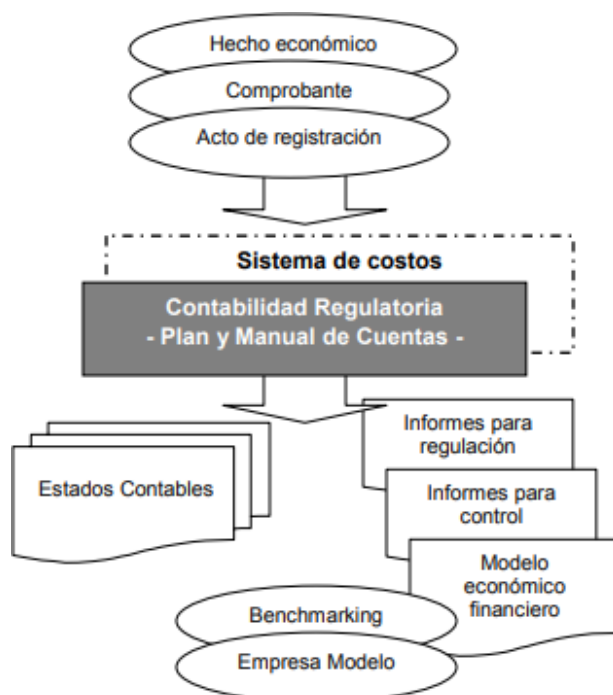 Hecho económico
Comprobante
Acto de registración
Sistema de costos
Contabilidad Regulatoria
- Plan y Manual de Cuentas -
Estados Contables
Informes para
regulación
Informes para
control
Modelo
económico
financiero
Benchmarking
Empresa Modelo